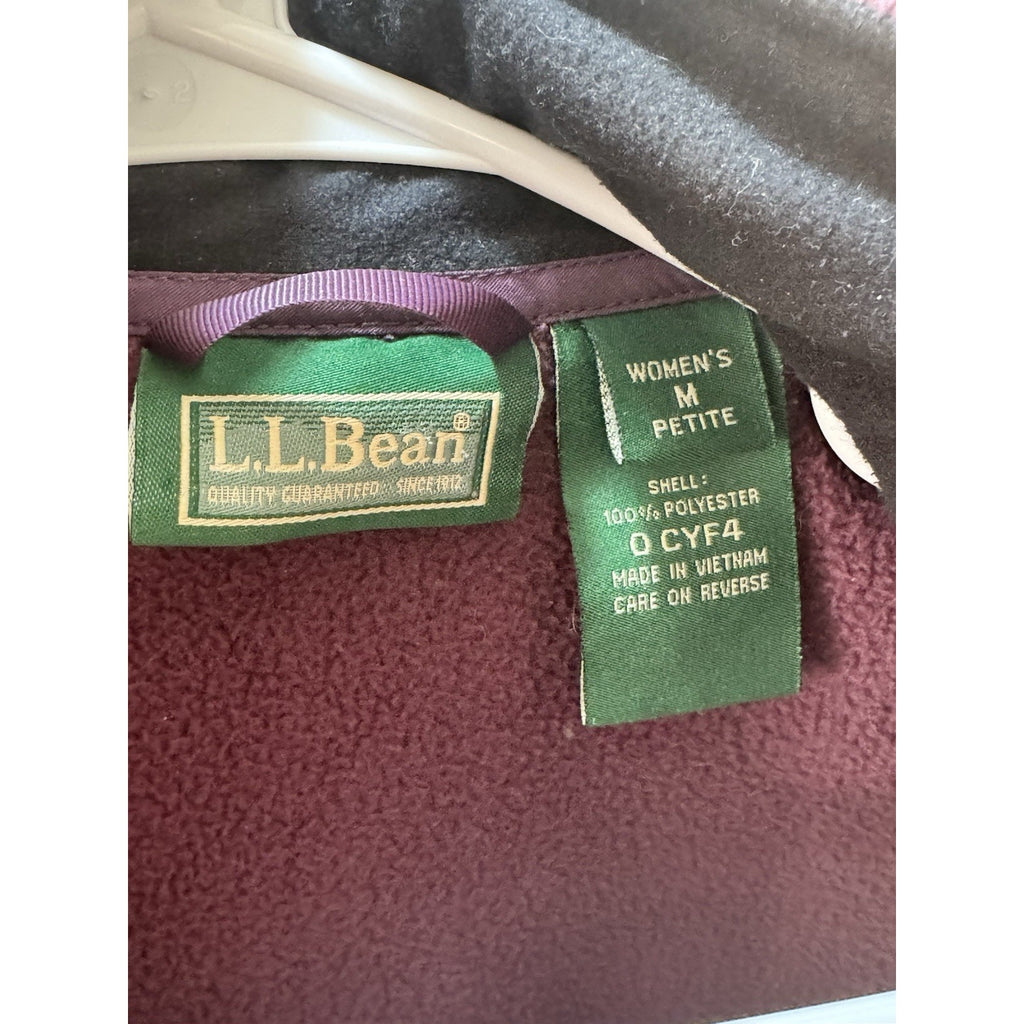 L.L.Bean®
QUALITY GUARANTEED SINCE 1912
WOMEN'S
M
PETITE
SHELL:
100% POLYESTER
0 CYF4
MADE IN VIETNAM
CARE ON REVERSE